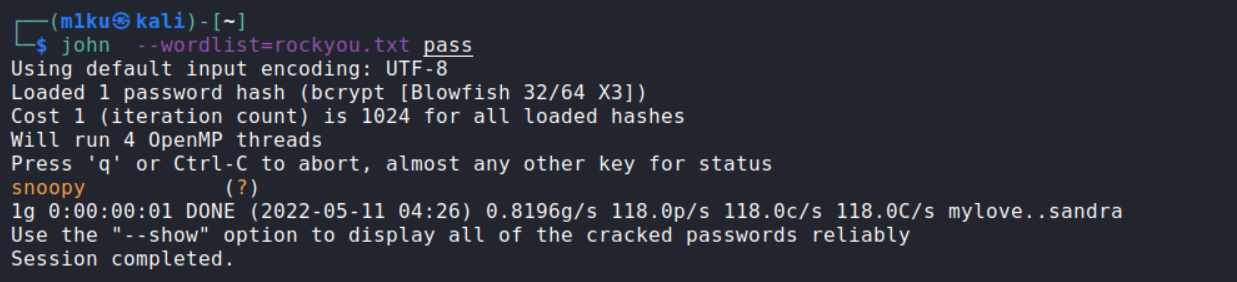 ┌──(m1ku㉿kali)-[~]
└─$ john  --wordlist=rockyou.txt pass
Using default input encoding: UTF-8
Loaded 1 password hash (bcrypt [Blowfish 32/64 X3])
Cost 1 (iteration count) is 1024 for all loaded hashes
Will run 4 OpenMP threads
Press 'q' or Ctrl-C to abort, almost any other key for status
snoopy           (?)
1g 0:00:00:01 DONE (2022-05-11 04:26) 0.8196g/s 118.0p/s 118.0c/s 118.0C/s mylove..sandra
Use the "--show" option to display all of the cracked passwords reliably
Session completed.